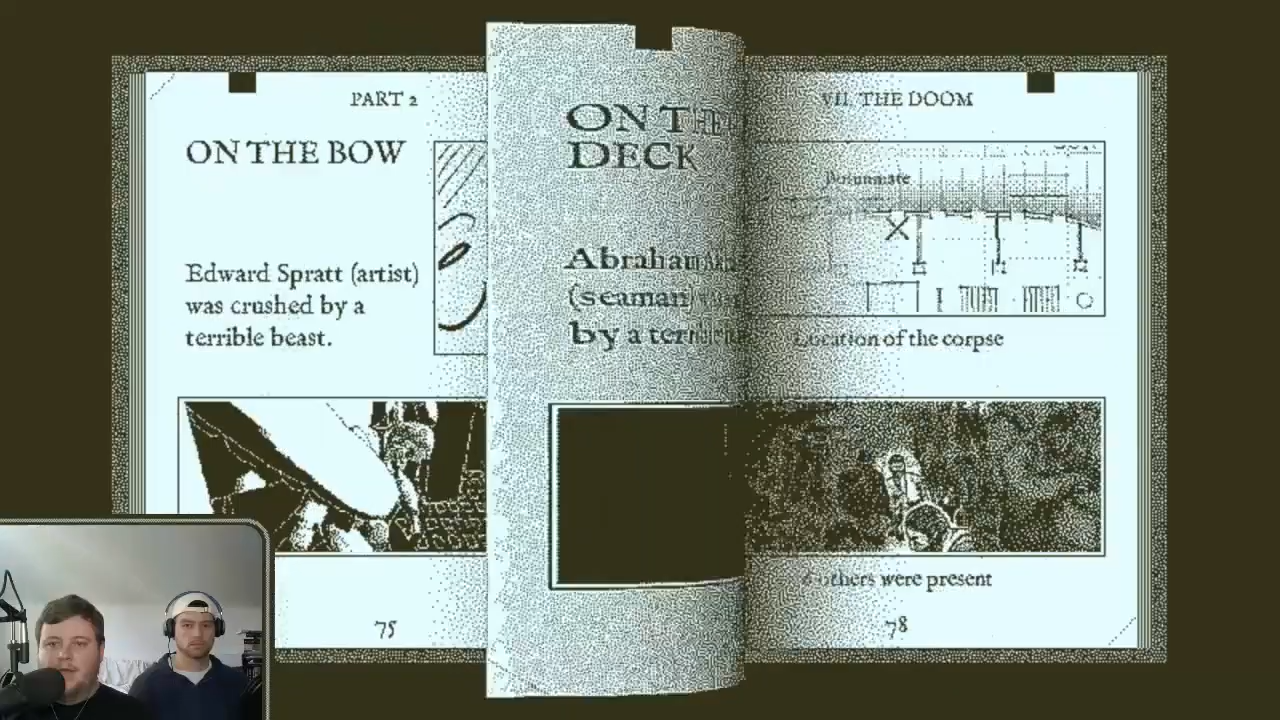 PART 2
ON THE BOW
Edward Spratt (artist)
was crushed by a
terrible beast.
75
ON THE
DECK
Abraham
(seaman)
by a
VII. THE DOOM
Location of the corpse
others were present
78